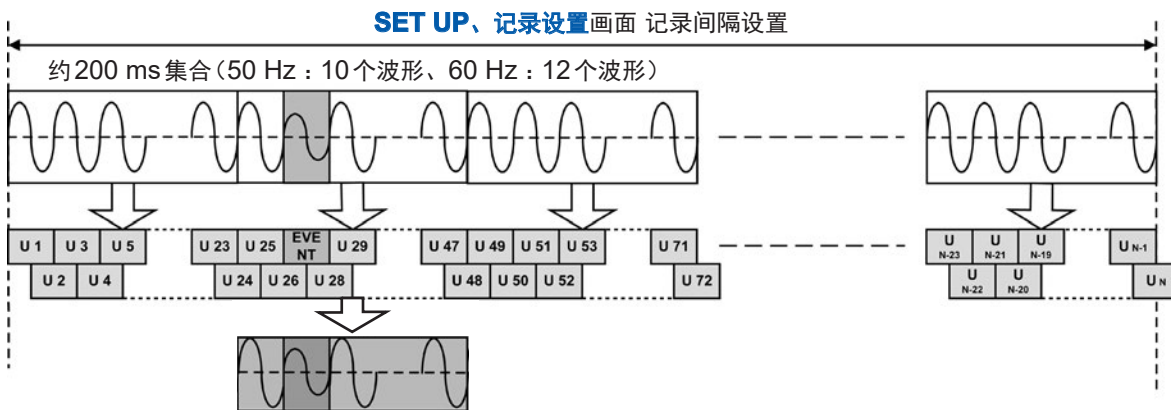 SET UP、记录设置画面 记录间隔设置
约200 ms集合(50 Hz:10个波形、60 Hz:12个波形)
U 1 U 3 U 5 U 23 U 25 EVE NT U 29 U 47 U 49 U 51 U 53 U 71 U N-23 U N-21 U N-19 U N-1
U 2 U 4 U 24 U 26 U 28 U 48 U 50 U 52 U 72 U N-22 U N-20 U N